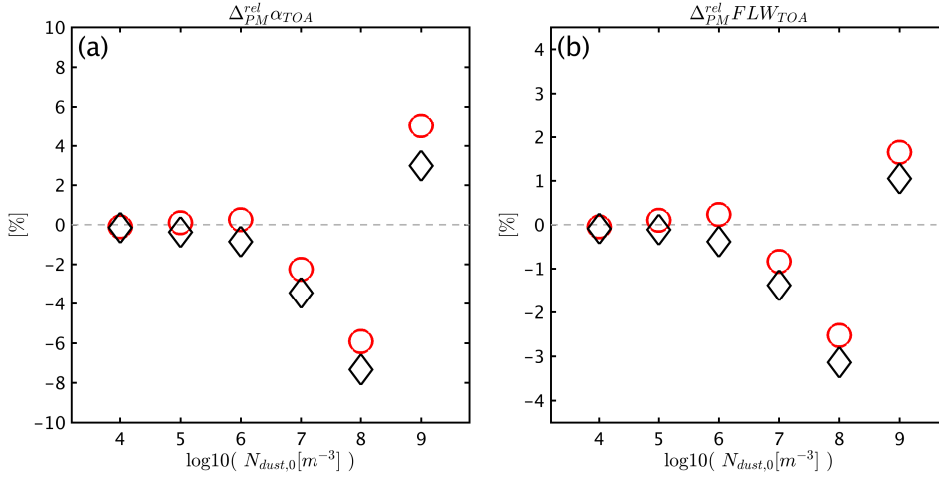 Δ^{rel}_{PM} α_{TOA}
(a)
[%]
10
8
6
4
2
0
−2
−4
−6
−8
−10
4 5 6 7 8 9
log10( N_{dust,0}[m^{−3}] )
Δ^{rel}_{PM} FLW_{TOA}
(b)
[%]
4
3
2
1
0
−1
−2
−3
−4
4 5 6 7 8 9
log10( N_{dust,0}[m^{−3}] )